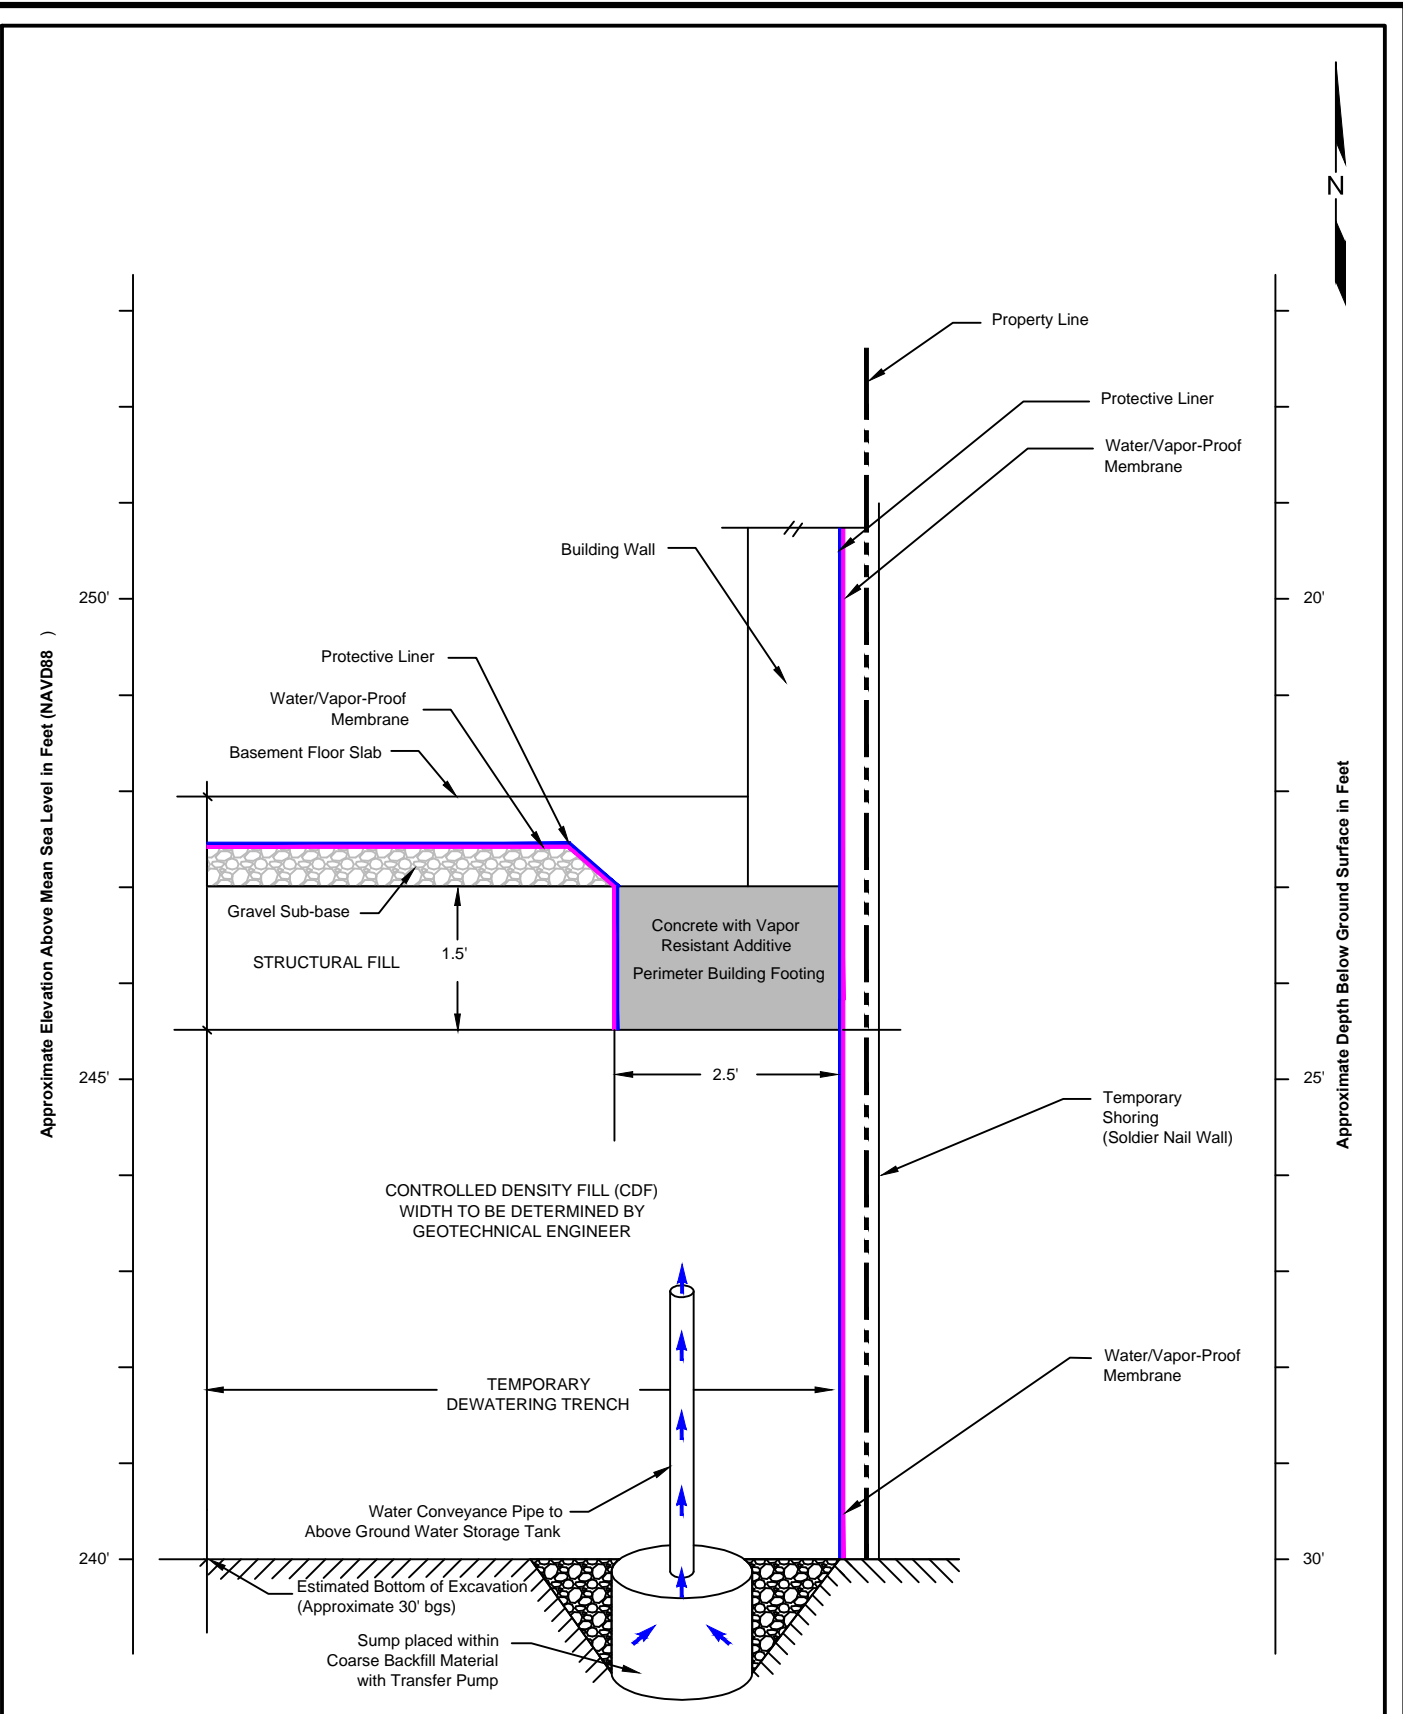 N
Property Line
Protective Liner
Water/Vapor-Proof
Membrane
Building Wall
250'
20'
Approximate Elevation Above Mean Sea Level in Feet (NAVD88 )
Protective Liner
Water/Vapor-Proof
Membrane
Basement Floor Slab
Approximate Depth Below Ground Surface in Feet
Gravel Sub-base
STRUCTURAL FILL
1.5'
Concrete with Vapor
Resistant Additive
Perimeter Building Footing
245'
2.5'
25'
Temporary
Shoring
(Soldier Nail Wall)
CONTROLLED DENSITY FILL (CDF)
WIDTH TO BE DETERMINED BY
GEOTECHNICAL ENGINEER
Water/Vapor-Proof
Membrane
TEMPORARY
DEWATERING TRENCH
Water Conveyance Pipe to
Above Ground Water Storage Tank
240'
30'
Estimated Bottom of Excavation
(Approximate 30' bgs)
Sump placed within
Coarse Backfill Material
with Transfer Pump